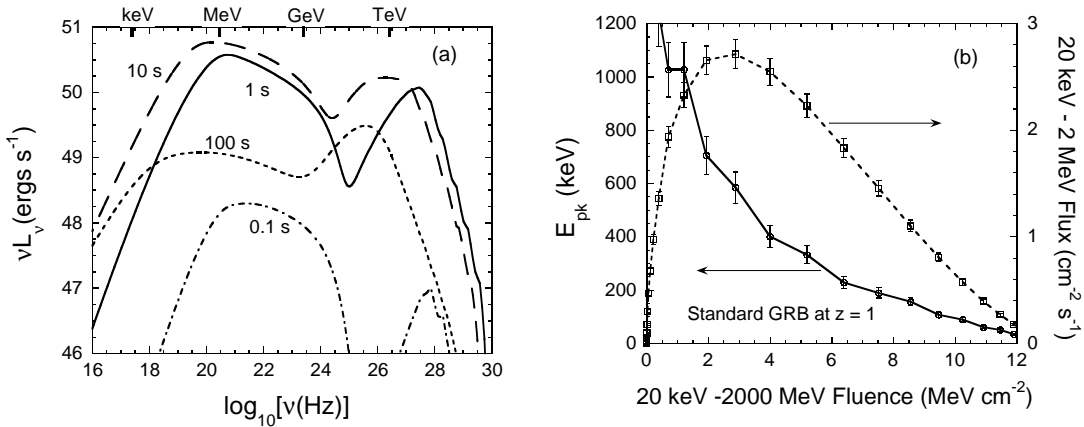 keV MeV GeV TeV
51
50
49
48
47
46
νL_ν(ergs s⁻¹)
(a)
10 s
1 s
100 s
0.1 s
16 18 20 22 24 26 28 30
log₁₀[ν(Hz)]
1200
1000
800
600
400
200
0
E_pk (keV)
(b)
Standard GRB at z = 1
3
2
1
0
20 keV - 2 MeV Flux (cm⁻² s⁻¹)
0 2 4 6 8 10 12
20 keV -2000 MeV Fluence (MeV cm⁻²)